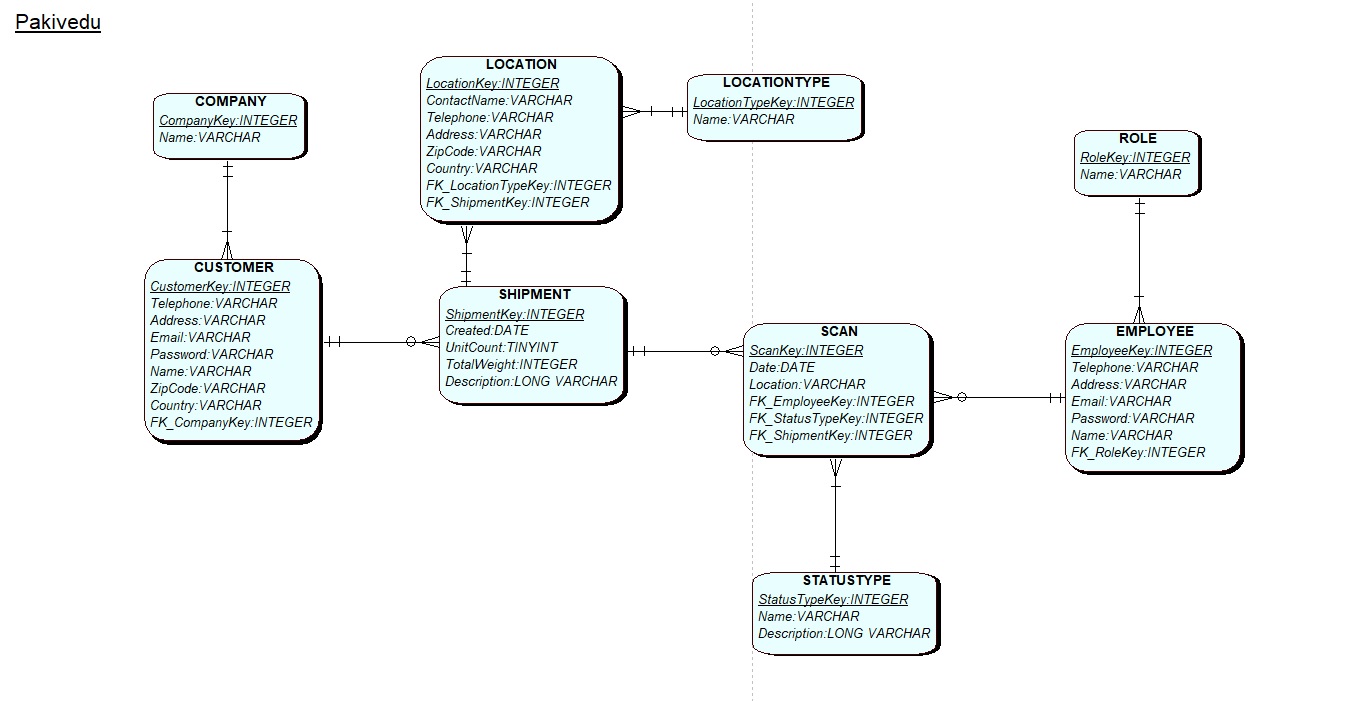 Pakivedu
COMPANY
CompanyKey:INTEGER
Name:VARCHAR
LOCATION
LocationKey:INTEGER
ContactName:VARCHAR
Telephone:VARCHAR
Address:VARCHAR
ZipCode:VARCHAR
Country:VARCHAR
FK_LocationTypeKey:INTEGER
FK_ShipmentKey:INTEGER
LOCATIONTYPE
LocationTypeKey:INTEGER
Name:VARCHAR
ROLE
RoleKey:INTEGER
Name:VARCHAR
CUSTOMER
CustomerKey:INTEGER
Telephone:VARCHAR
Address:VARCHAR
Email:VARCHAR
Password:VARCHAR
Name:VARCHAR
ZipCode:VARCHAR
Country:VARCHAR
FK_CompanyKey:INTEGER
SHIPMENT
ShipmentKey:INTEGER
Created:DATE
UnitCount:TINYINT
TotalWeight:INTEGER
Description:LONG VARCHAR
SCAN
ScanKey:INTEGER
Date:DATE
Location:VARCHAR
FK_EmployeeKey:INTEGER
FK_StatusTypeKey:INTEGER
FK_ShipmentKey:INTEGER
EMPLOYEE
EmployeeKey:INTEGER
Telephone:VARCHAR
Address:VARCHAR
Email:VARCHAR
Password:VARCHAR
Name:VARCHAR
FK_RoleKey:INTEGER
STATUSTYPE
StatusTypeKey:INTEGER
Name:VARCHAR
Description:LONG VARCHAR